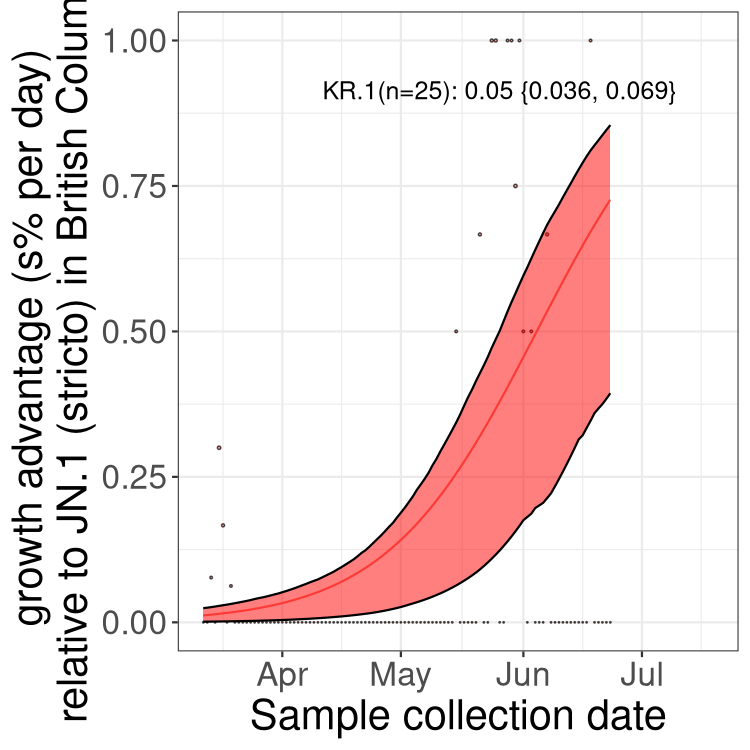 growth advantage (s% per day)
relative to JN.1 (stricto) in British Colum
1.00
0.75
0.50
0.25
0.00
KR.1(n=25): 0.05 {0.036, 0.069}
Apr May Jun Jul
Sample collection date